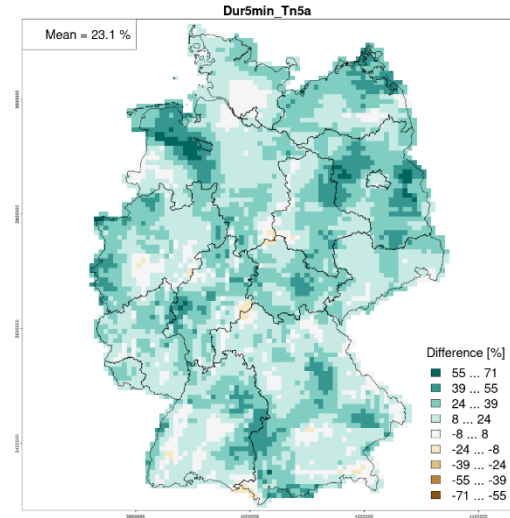 Dur5min_Tn5a
Mean = 23.1 %
Difference [%]
55 ... 71
39 ... 55
24 ... 39
8 ... 24
-8 ... 8
-24 ... -8
-39 ... -24
-55 ... -39
-71 ... -55